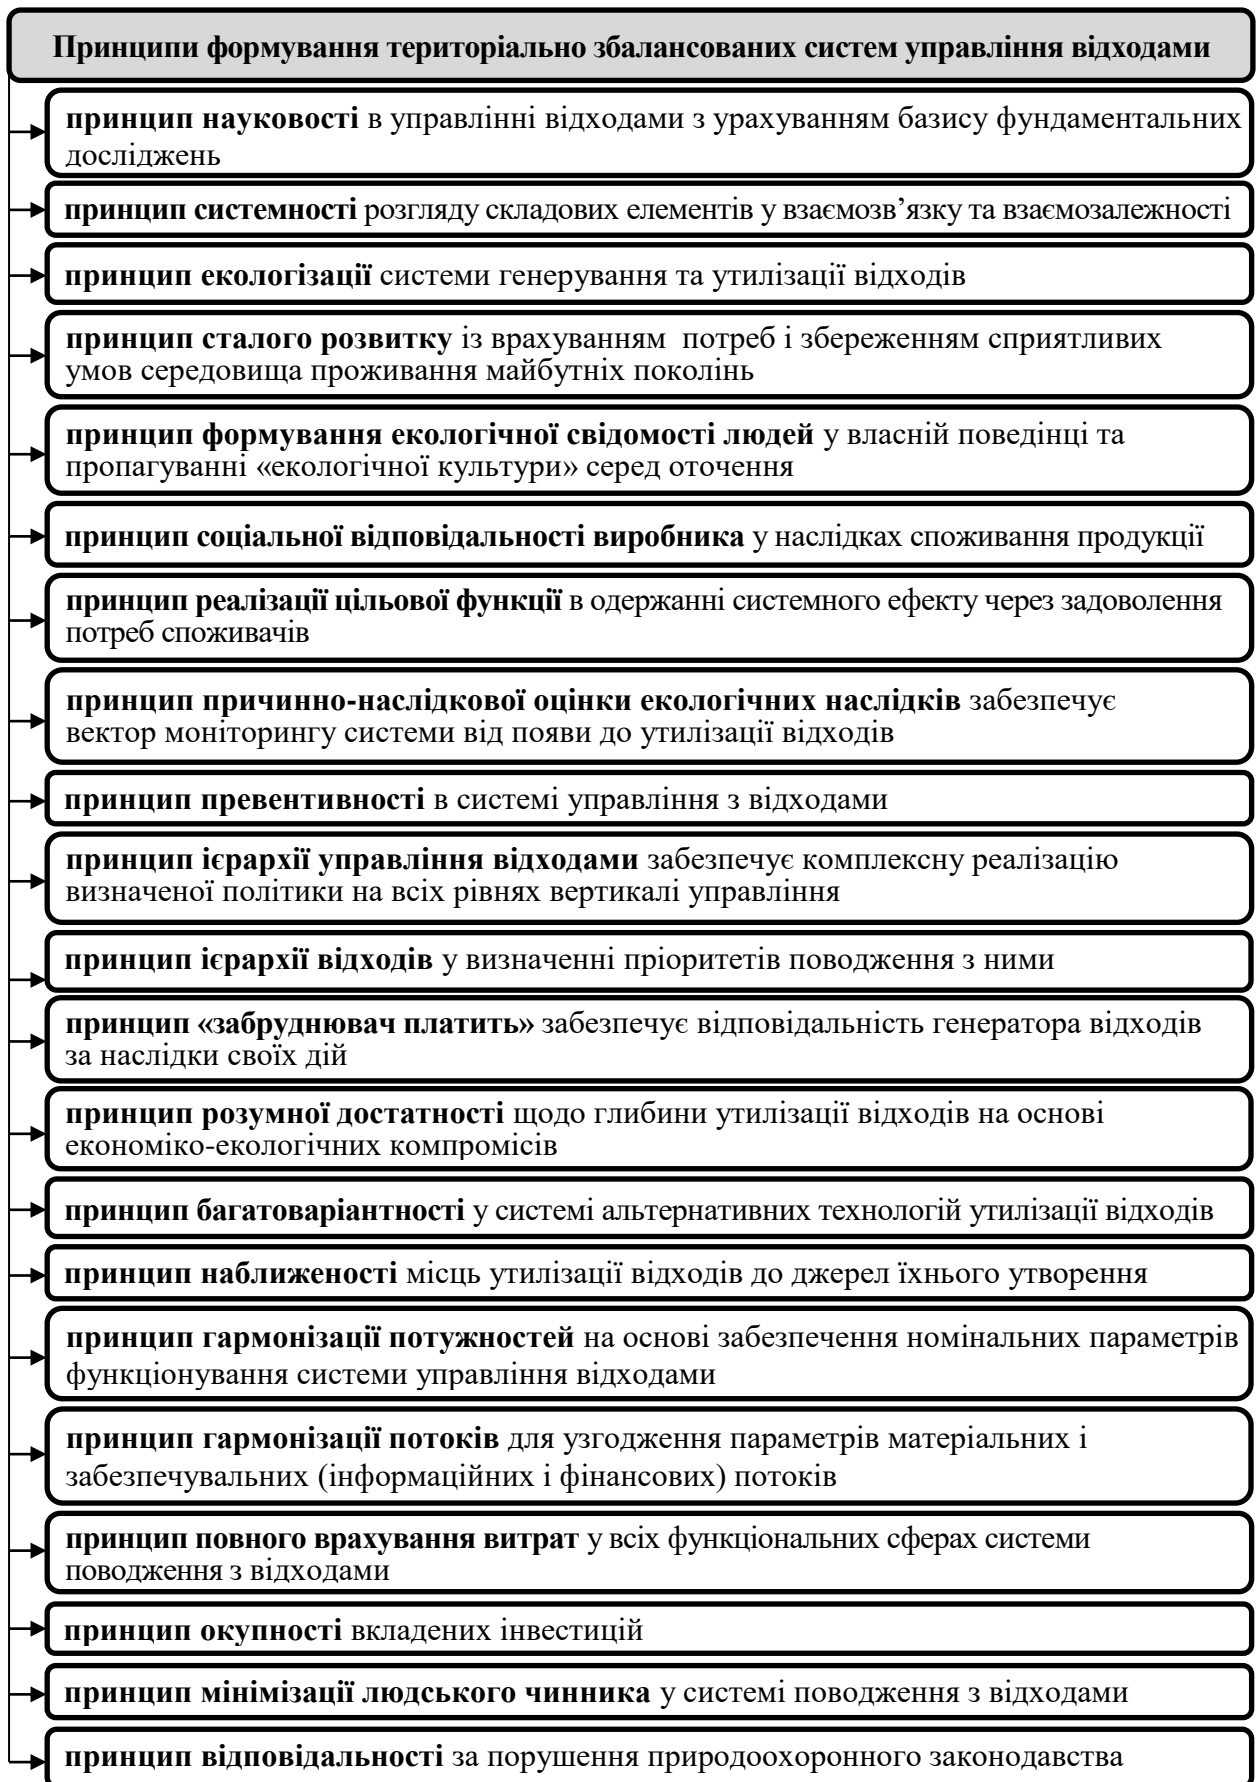 Принципи формування територіально збалансованих систем управління відходами
принцип науковості в управлінні відходами з урахуванням базису фундаментальних
досліджень
принцип системності розгляду складових елементів у взаємозв’язку та взаємозалежності
принцип екологізації системи генерування та утилізації відходів
принцип сталого розвитку із врахуванням потреб і збереженням сприятливих
умов середовища проживання майбутніх поколінь
принцип формування екологічної свідомості людей у власній поведінці та
пропагуванні «екологічної культури» серед оточення
принцип соціальної відповідальності виробника у наслідках споживання продукції
принцип реалізації цільової функції в одержанні системного ефекту через задоволення
потреб споживачів
принцип причинно-наслідкової оцінки екологічних наслідків забезпечує
вектор моніторингу системи від появи до утилізації відходів
принцип превентивності в системі управління з відходами
принцип ієрархії управління відходами забезпечує комплексну реалізацію
визначеної політики на всіх рівнях вертикалі управління
принцип ієрархії відходів у визначенні пріоритетів поводження з ними
принцип «забруднювач платить» забезпечує відповідальність генератора відходів
за наслідки своїх дій
принцип розумної достатності щодо глибини утилізації відходів на основі
економіко-екологічних компромісів
принцип багатоваріантності у системі альтернативних технологій утилізації відходів
принцип наближеності місць утилізації відходів до джерел їхнього утворення
принцип гармонізації потужностей на основі забезпечення номінальних параметрів
функціонування системи управління відходами
принцип гармонізації потоків для узгодження параметрів матеріальних і
забезпечувальних (інформаційних і фінансових) потоків
принцип повного врахування витрат у всіх функціональних сферах системи
поводження з відходами
принцип окупності вкладених інвестицій
принцип мінімізації людського чинника у системі поводження з відходами
принцип відповідальності за порушення природоохоронного законодавства